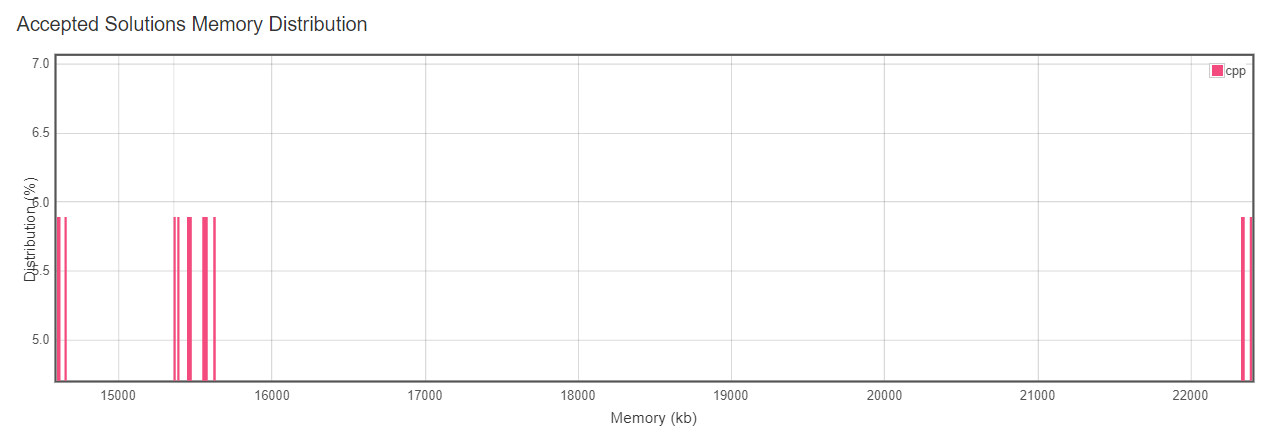 Accepted Solutions Memory Distribution
7.0
cpp
6.5
6.0
5.5
5.0
Distribution (%)
15000 16000 17000 18000 19000 20000 21000 22000
Memory (kb)